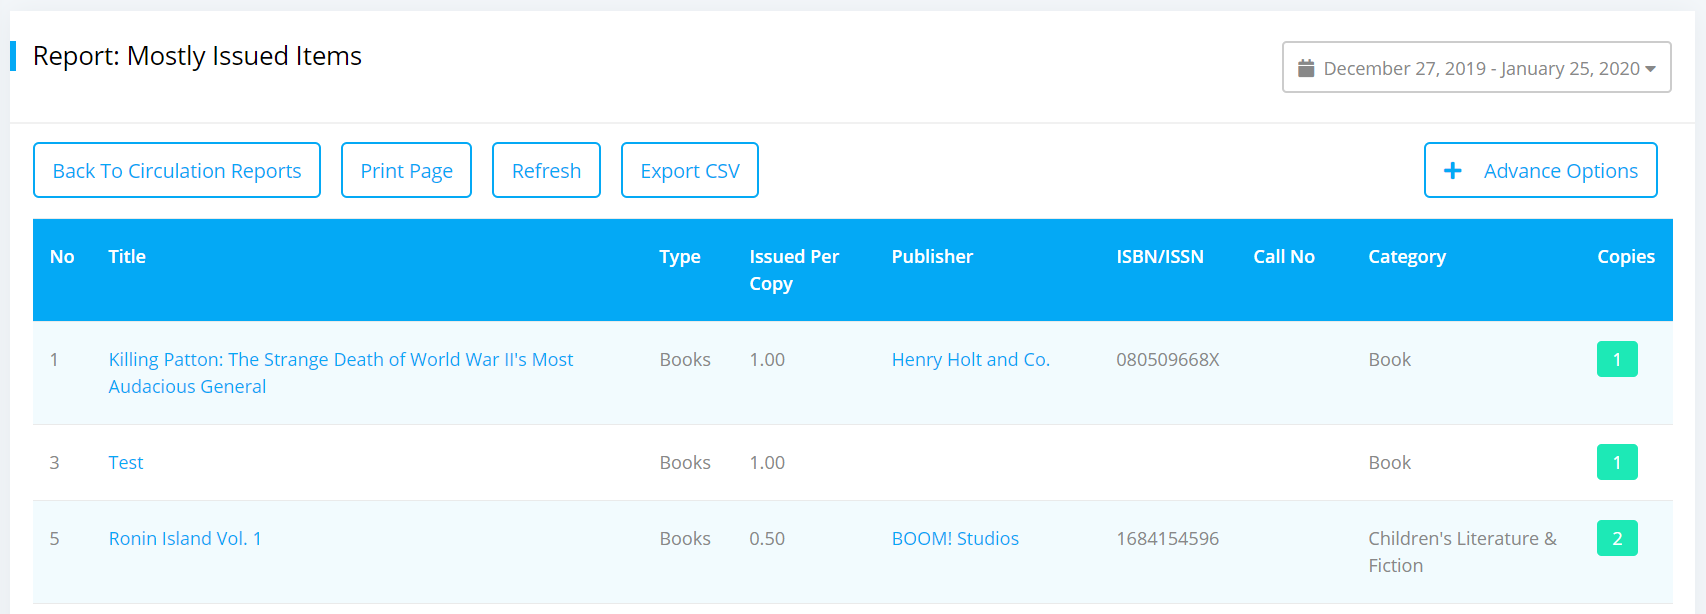 Report: Mostly Issued Items
December 27, 2019 - January 25, 2020
Back To Circulation Reports
Print Page
Refresh
Export CSV
Advance Options
No Title Type Issued Per Copy Publisher ISBN/ISSN Call No Category Copies
1 Killing Patton: The Strange Death of World War II's Most Books 1.00 Henry Holt and Co. 080509668X Book 1
Audacious General
3 Test Books 1.00 Book 1
5 Ronin Island Vol. 1 Books 0.50 BOOM! Studios 1684154596 Children's Literature & 2
Fiction